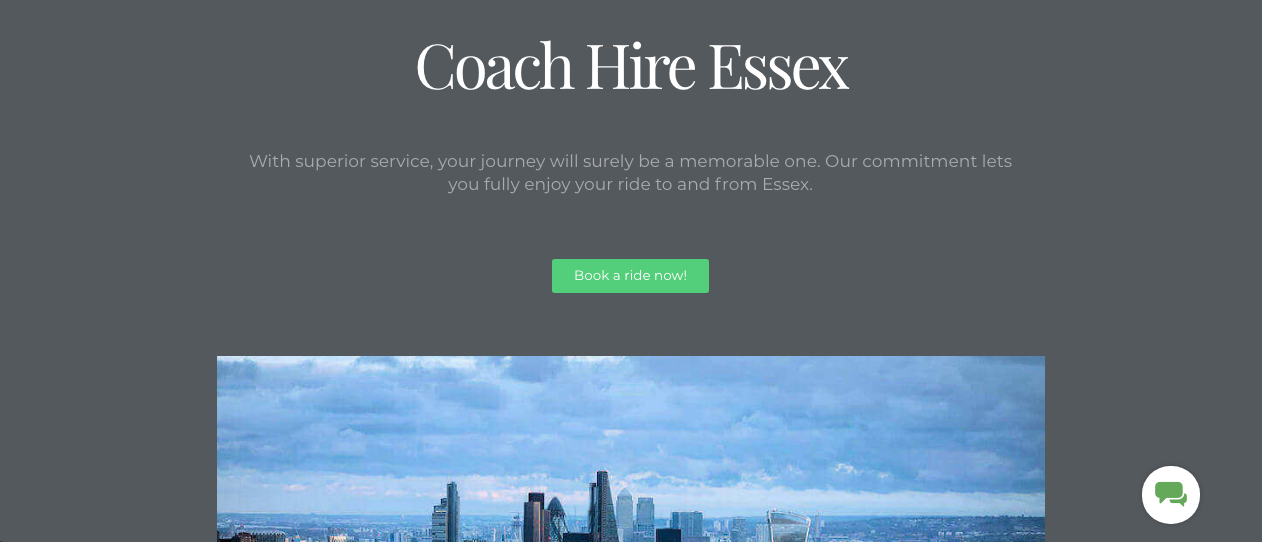 Coach Hire Essex
With superior service, your journey will surely be a memorable one. Our commitment lets
you fully enjoy your ride to and from Essex.
Book a ride now!